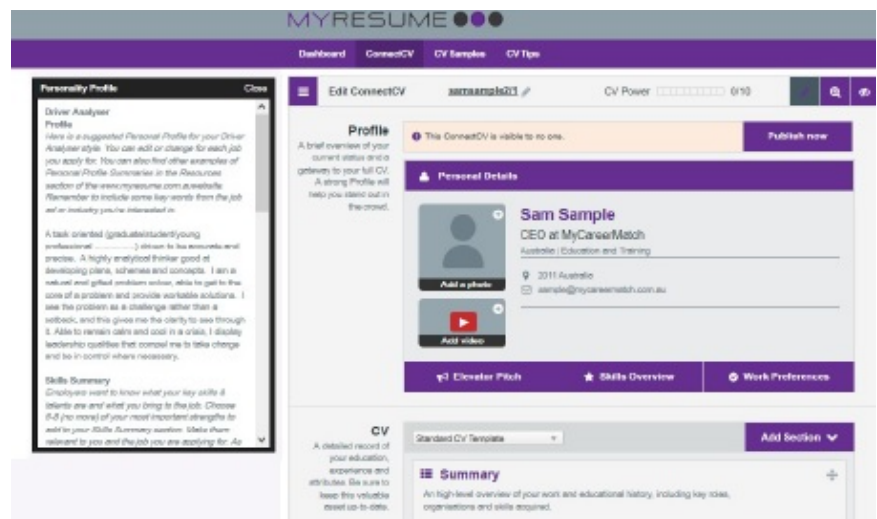 MYRESUME
Dashboard ConnectCV CV Samples CV Tips
Personality Profile Close
Driver Analyser
Profile
Here is a suggested Personal Profile for your Driver
Analyser style. You can edit or change for each job
you apply for. You can also find other examples of
Personal Profile Summaries in the Resources
section of the www.myresume.com.au website.
Remember to include some key words from the job
ad or industry you're interested in.
A task oriented (graduate/student/young
professional ..................) driven to be accurate and
precise. A highly analytical thinker good at
developing plans, schemes and concepts. I am a
natural and gifted problem solver, able to get to the
core of a problem and provide workable solutions. I
see the problem as a challenge rather than a
setback, and this gives me the clarity to see through
it. Able to remain calm and cool in a crisis, I display
leadership qualities that compel me to take charge
and be in control where necessary.
Skills Summary
Employers want to know what your key skills &
talents are and what you bring to the job. Choose
6-8 (no more) of your most important strengths to
add to your Skills Summary section. Make them
relevant to you and the job you are applying for. As
Edit ConnectCV samsample2/1 CV Power 0/10
Profile
A brief overview of your
current status and a
gateway to your full CV.
A strong Profile will
help you stand out in
the crowd.
This ConnectCV is visible to no one. Publish now
Personal Details
Sam Sample
CEO at MyCareerMatch
Australia | Education and Training
2011 Australia
sample@mycareermatch.com.au
Add a photo
Add video
Elevator Pitch Skills Overview Work Preferences
CV
A detailed record of
your education,
experience and
attributes. Be sure to
keep this valuable
asset up-to-date.
Standard CV Template Add Section
Summary
An high-level overview of your work and educational history, including key roles,
organisations and skills acquired.